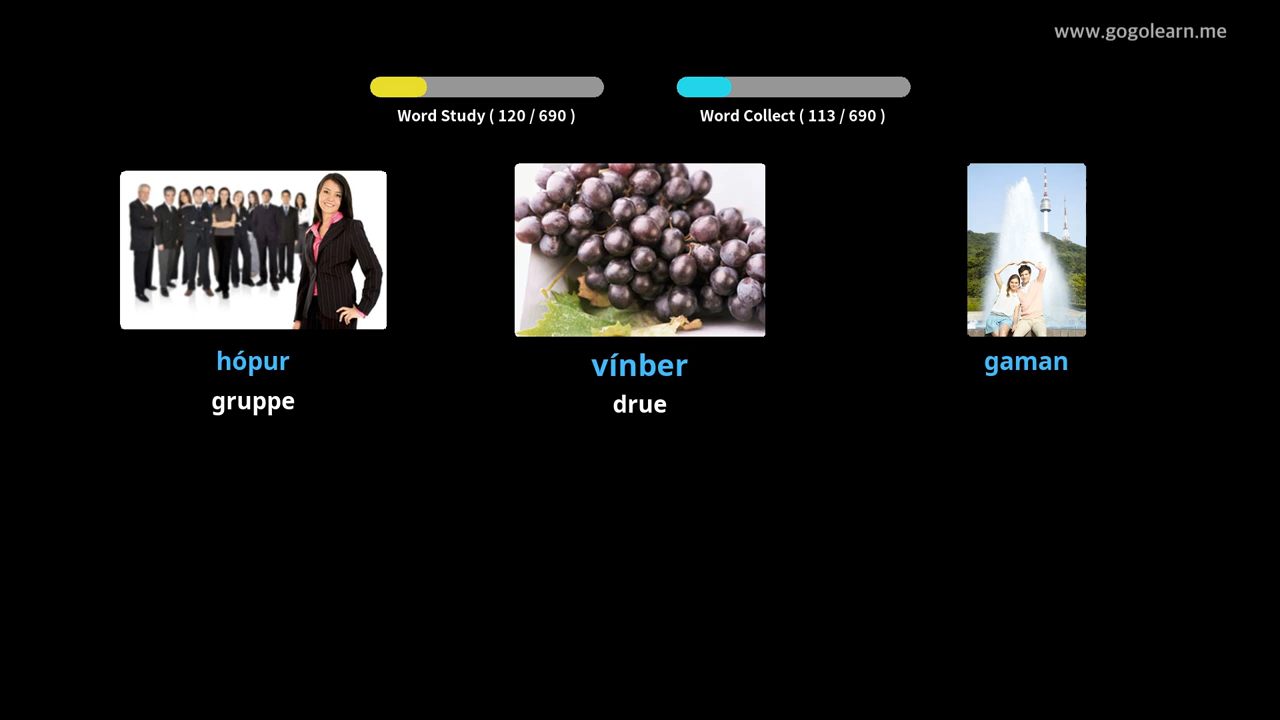 www.gogolearn.me
Word Study ( 120 / 690 )
Word Collect ( 113 / 690 )
hópur
vínber
gaman
gruppe
drue